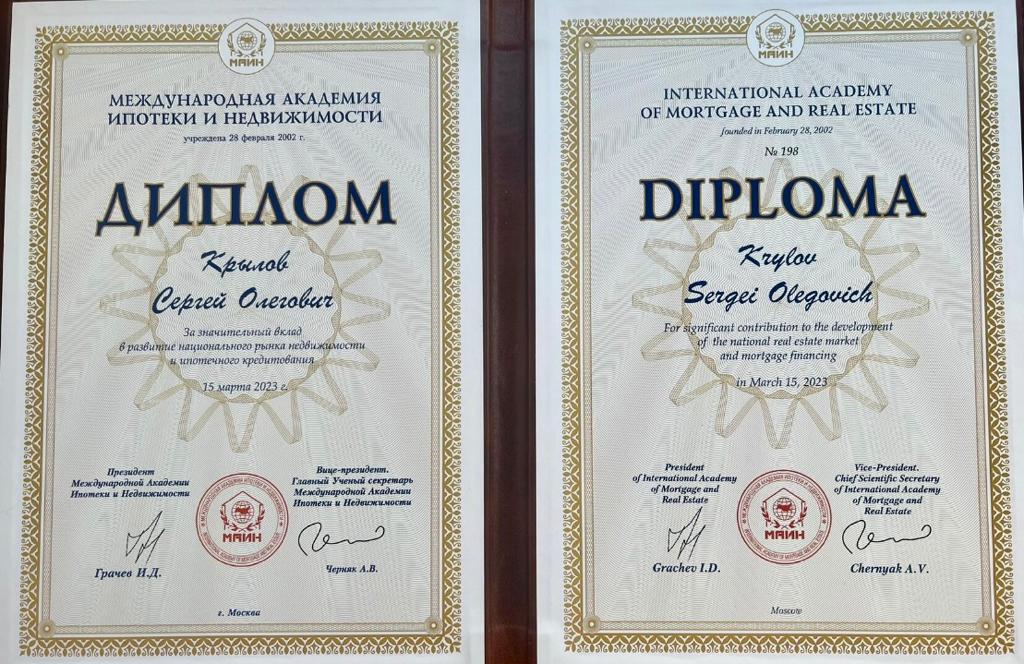 МАИН
МЕЖДУНАРОДНАЯ АКАДЕМИЯ
ИПОТЕКИ И НЕДВИЖИМОСТИ
учреждена 28 февраля 2002 г.
ДИПЛОМ
Крылов
Сергей Олегович
За значительный вклад
в развитие национального рынка недвижимости
и ипотечного кредитования
15 марта 2023 г.
Президент
Международной Академии
Ипотеки и Недвижимости
Грачев И.Д.
МАИН
Вице-президент.
Главный Ученый секретарь
Международной Академии
Ипотеки и Недвижимости
Черняк А.В.
г. Москва
МАИН
INTERNATIONAL ACADEMY
OF MORTGAGE AND REAL ESTATE
founded in February 28, 2002
№ 198
DIPLOMA
Krylov
Sergei Olegovich
For significant contribution to the development
of the national real estate market
and mortgage financing
in March 15, 2023
President
of International Academy
of Mortgage and
Real Estate
Grachev I.D.
МАИН
Vice-President.
Chief Scientific Secretary
of International Academy
of Mortgage and
Real Estate
Chernyak A.V.
Moscow